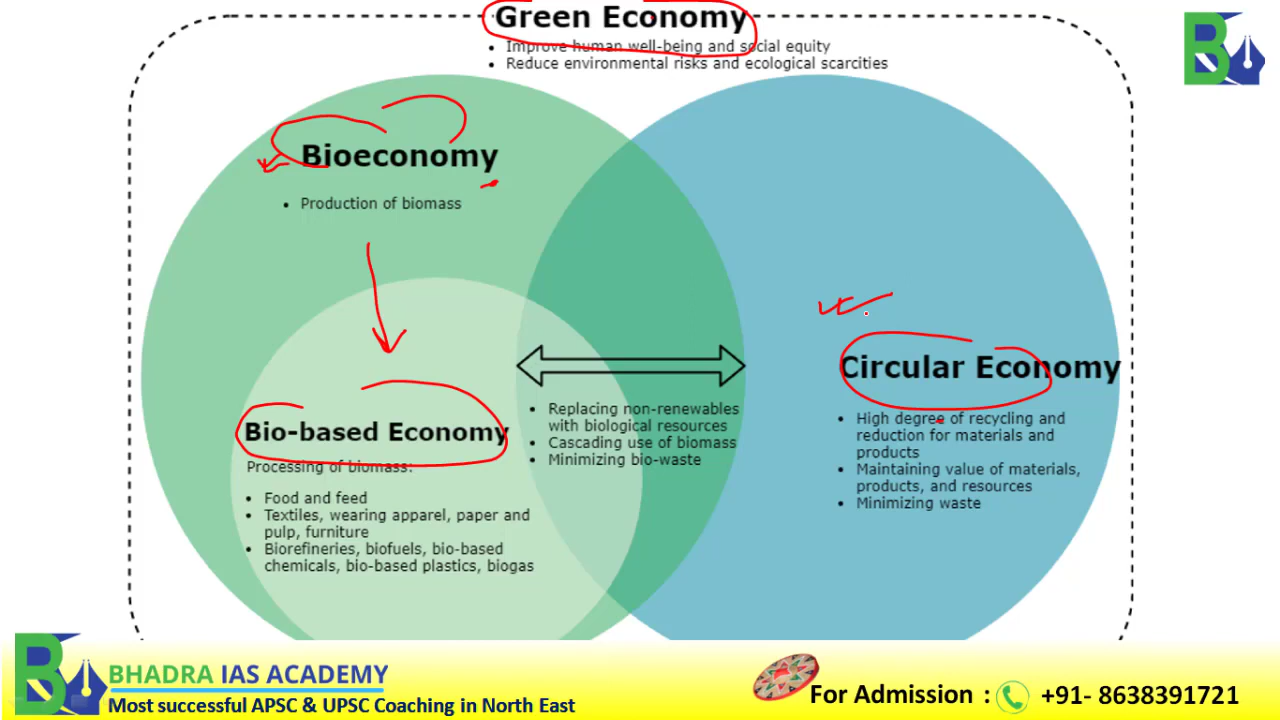 Green Economy
• Improve human well-being and social equity
• Reduce environmental risks and ecological scarcities
Bioeconomy
• Production of biomass
Bio-based Economy
Processing of biomass:
• Food and feed
• Textiles, wearing apparel, paper and
pulp, furniture
• Biorefineries, biofuels, bio-based
chemicals, bio-based plastics, biogas
• Replacing non-renewables
with biological resources
• Cascading use of biomass
• Minimizing bio-waste
Circular Economy
• High degree of recycling and
reduction for materials and
products
• Maintaining value of materials,
products, and resources
• Minimizing waste
BHADRA IAS ACADEMY
Most successful APSC & UPSC Coaching in North East
For Admission : +91- 8638391721